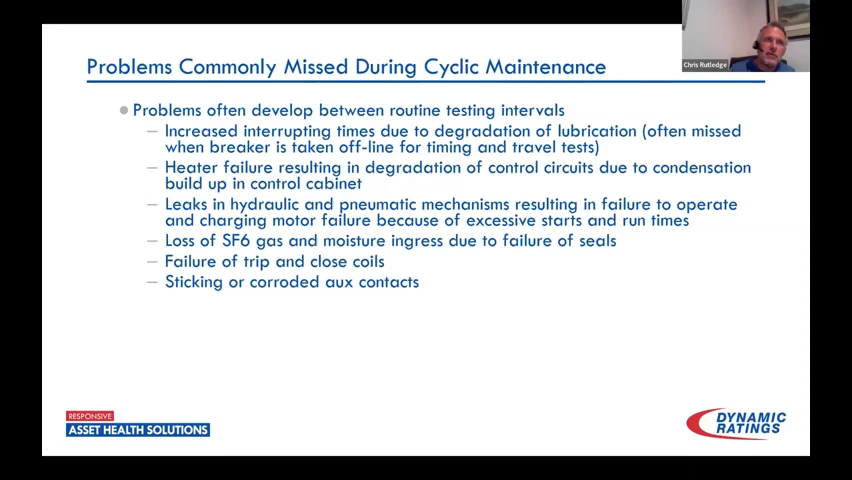 Problems Commonly Missed During Cyclic Maintenance
Chris Rutledge
Problems often develop between routine testing intervals
– Increased interrupting times due to degradation of lubrication (often missed
when breaker is taken off-line for timing and travel tests)
– Heater failure resulting in degradation of control circuits due to condensation
build up in control cabinet
– Leaks in hydraulic and pneumatic mechanisms resulting in failure to operate
and charging motor failure because of excessive starts and run times
– Loss of SF6 gas and moisture ingress due to failure of seals
– Failure of trip and close coils
– Sticking or corroded aux contacts
RESPONSIVE
ASSET HEALTH SOLUTIONS
DYNAMIC
RATINGS